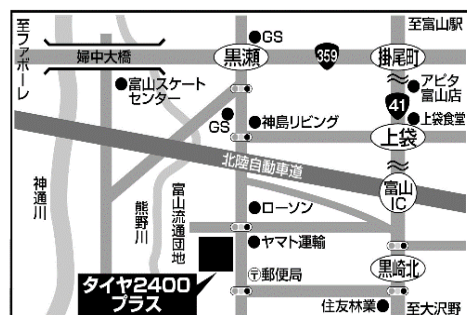 至富山駅
至ファボーレ
GS
婦中大橋
黒瀬
359
掛尾町
富山スケート
センター
アピタ
富山店
41
GS
神島リビング
上袋食堂
上袋
北陸自動車道
神通川
熊野川
富山流通団地
富山
IC
ローソン
ヤマト運輸
〒郵便局
黒崎北
タイヤ2400
プラス
住友林業
至大沢野